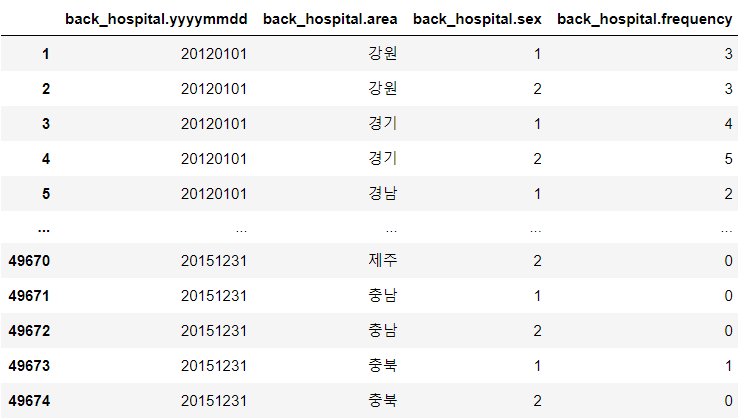 back_hospital.yyyymmdd back_hospital.area back_hospital.sex back_hospital.frequency
1 20120101 강원 1 3
2 20120101 강원 2 3
3 20120101 경기 1 4
4 20120101 경기 2 5
5 20120101 경남 1 2
... ... ... ... ...
49670 20151231 제주 2 0
49671 20151231 충남 1 0
49672 20151231 충남 2 0
49673 20151231 충북 1 1
49674 20151231 충북 2 0